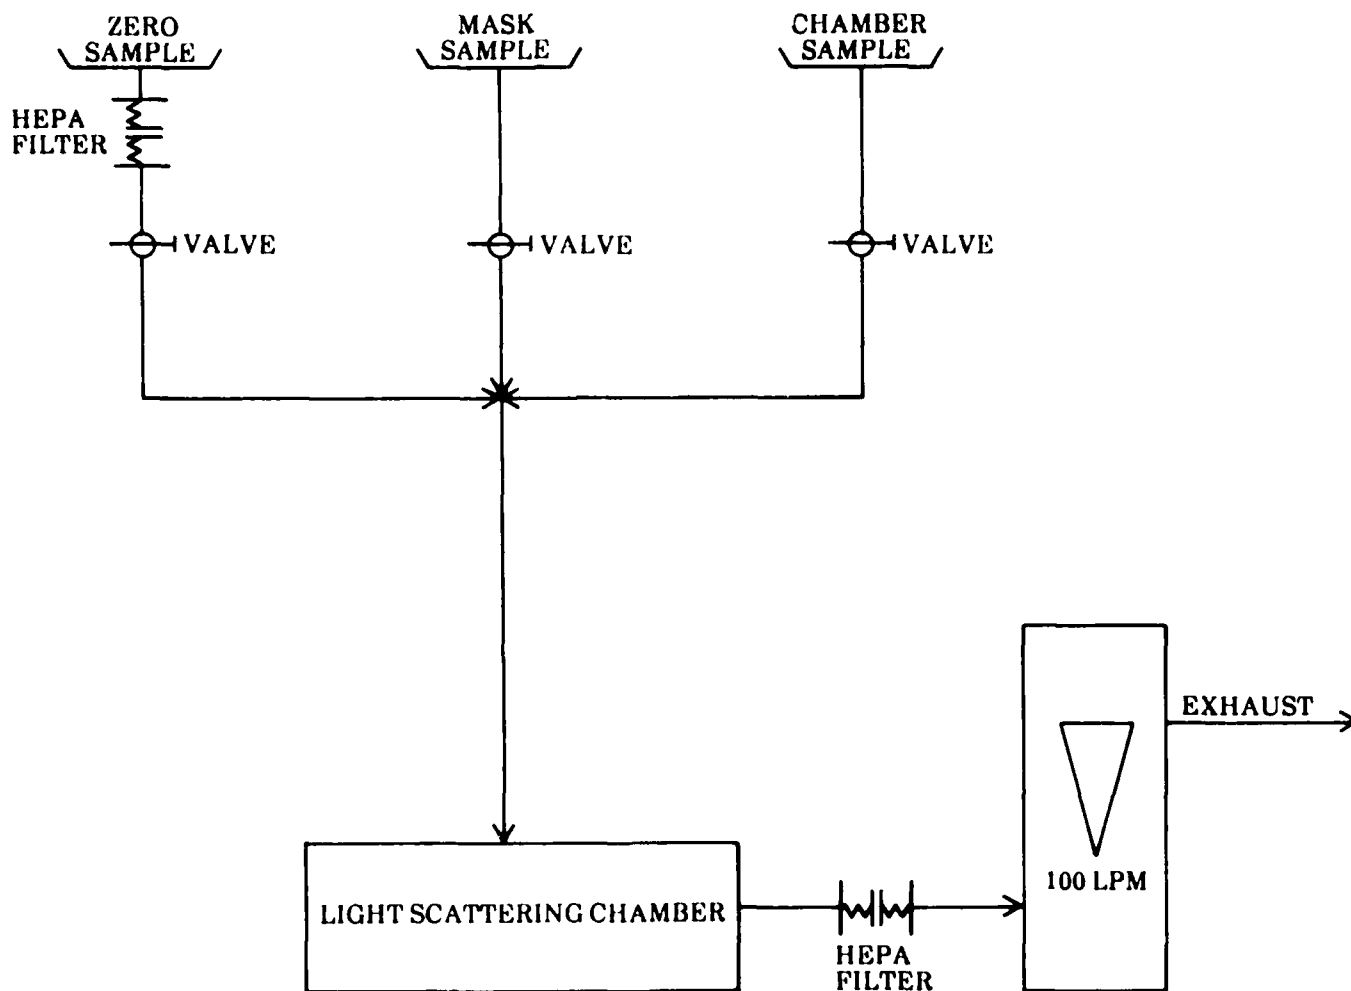 ZERO
SAMPLE
MASK
SAMPLE
CHAMBER
SAMPLE
HEPA
FILTER
VALVE
VALVE
VALVE
EXHAUST
100 LPM
LIGHT SCATTERING CHAMBER
HEPA
FILTER